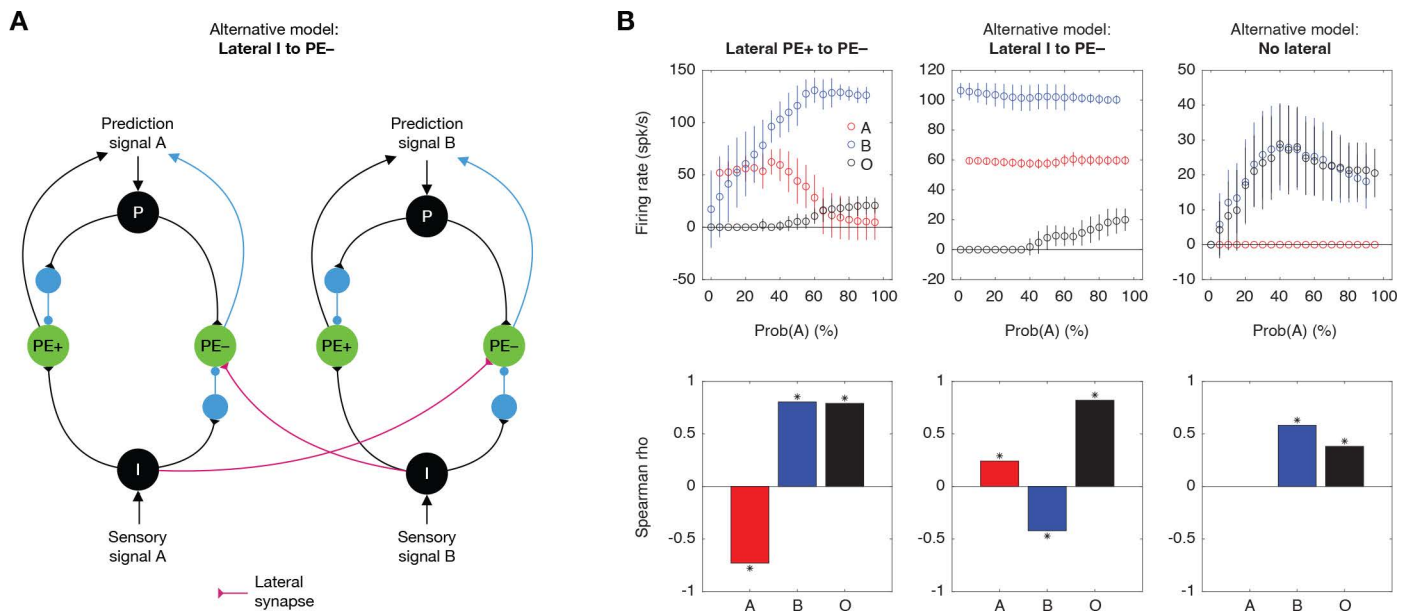 A
Alternative model:
Lateral I to PE–
Prediction
signal A
Prediction
signal B
P
P
PE+
PE–
PE+
PE–
I
I
Sensory
signal A
Sensory
signal B
Lateral
synapse
B
Lateral PE+ to PE–
Alternative model:
Lateral I to PE–
Alternative model:
No lateral
Firing rate (spk/s)
150
100
50
0
-50
0 20 40 60 80 100
A
B
O
120
100
80
60
40
20
0
-20
0 20 40 60 80 100
50
40
30
20
10
0
-10
0 20 40 60 80 100
Prob(A) (%)
Prob(A) (%)
Prob(A) (%)
Spearman rho
1
0.5
0
-0.5
-1
* * *
A B O
1
0.5
0
-0.5
-1
* * *
A B O
1
0.5
0
-0.5
-1
* *
A B O